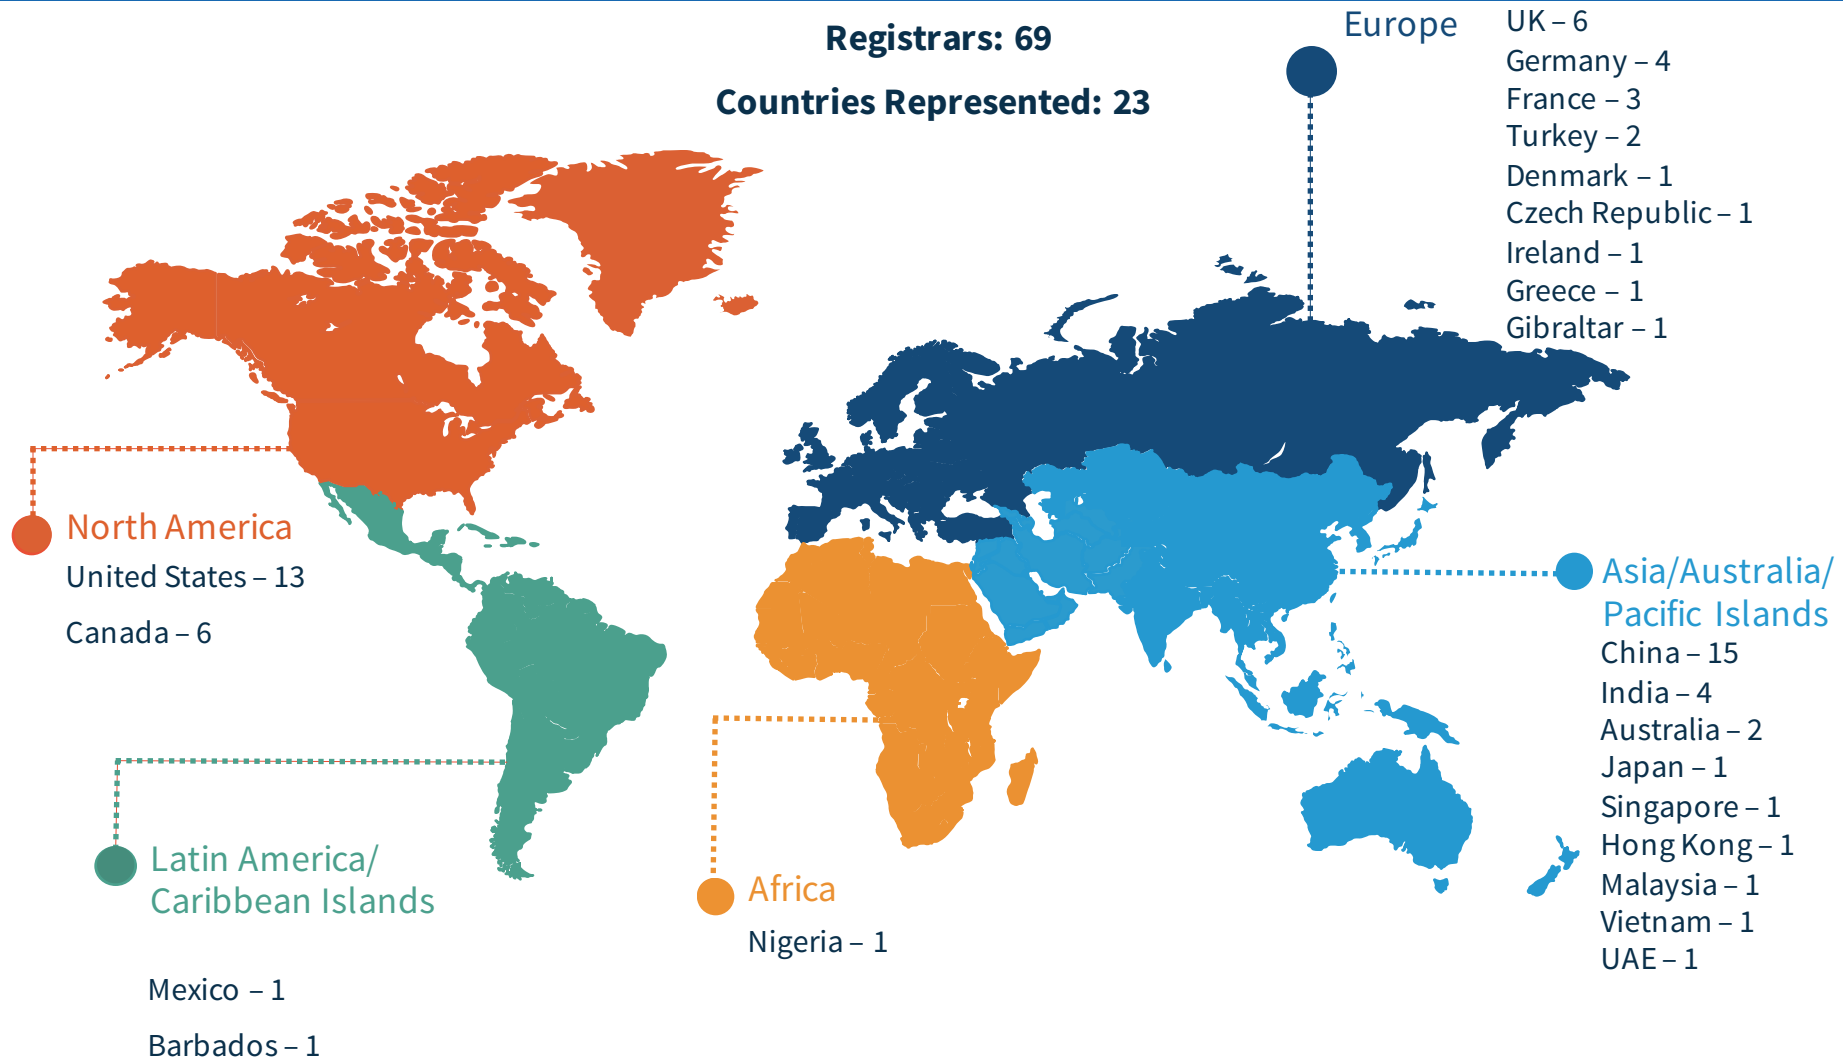 Registrars: 69
Countries Represented: 23
Europe
UK – 6
Germany – 4
France – 3
Turkey – 2
Denmark – 1
Czech Republic – 1
Ireland – 1
Greece – 1
Gibraltar – 1
North America
United States – 13
Canada – 6
Asia/Australia/
Pacific Islands
China – 15
India – 4
Australia – 2
Japan – 1
Singapore – 1
Hong Kong – 1
Malaysia – 1
Vietnam – 1
UAE – 1
Latin America/
Caribbean Islands
Mexico – 1
Barbados – 1
Africa
Nigeria – 1